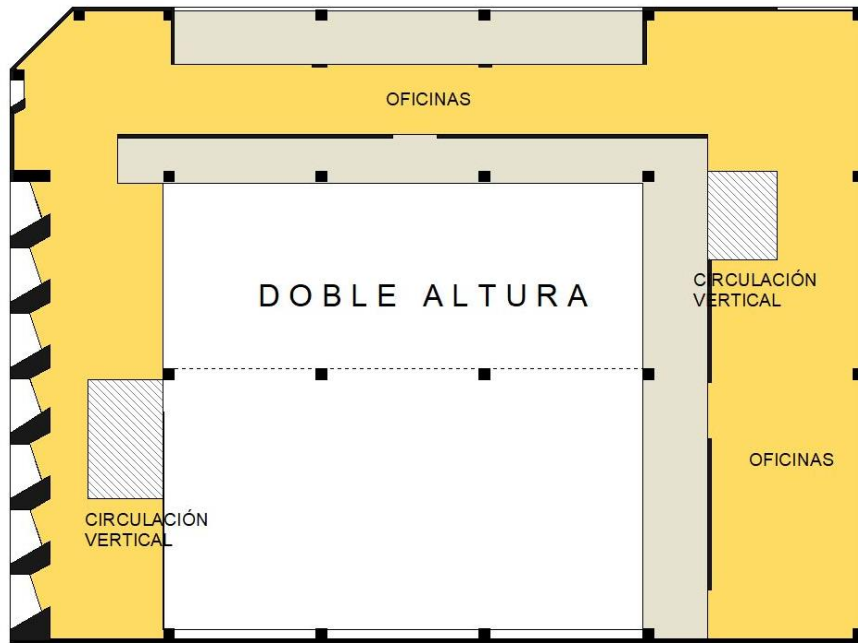 OFICINAS
DOBLE ALTURA
CIRCULACIÓN
VERTICAL
OFICINAS
CIRCULACIÓN
VERTICAL